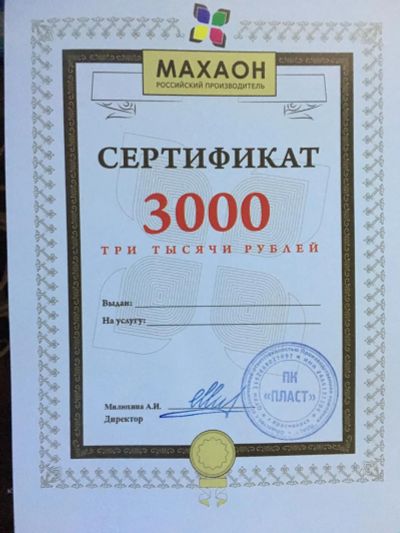 МАХАОН
РОССИЙСКИЙ ПРОИЗВОДИТЕЛЬ
СЕРТИФИКАТ
3000
ТРИ ТЫСЯЧИ РУБЛЕЙ
Выдан:
На услугу:
Милюхина А.И.
Директор
ПК
«ПЛАСТ»